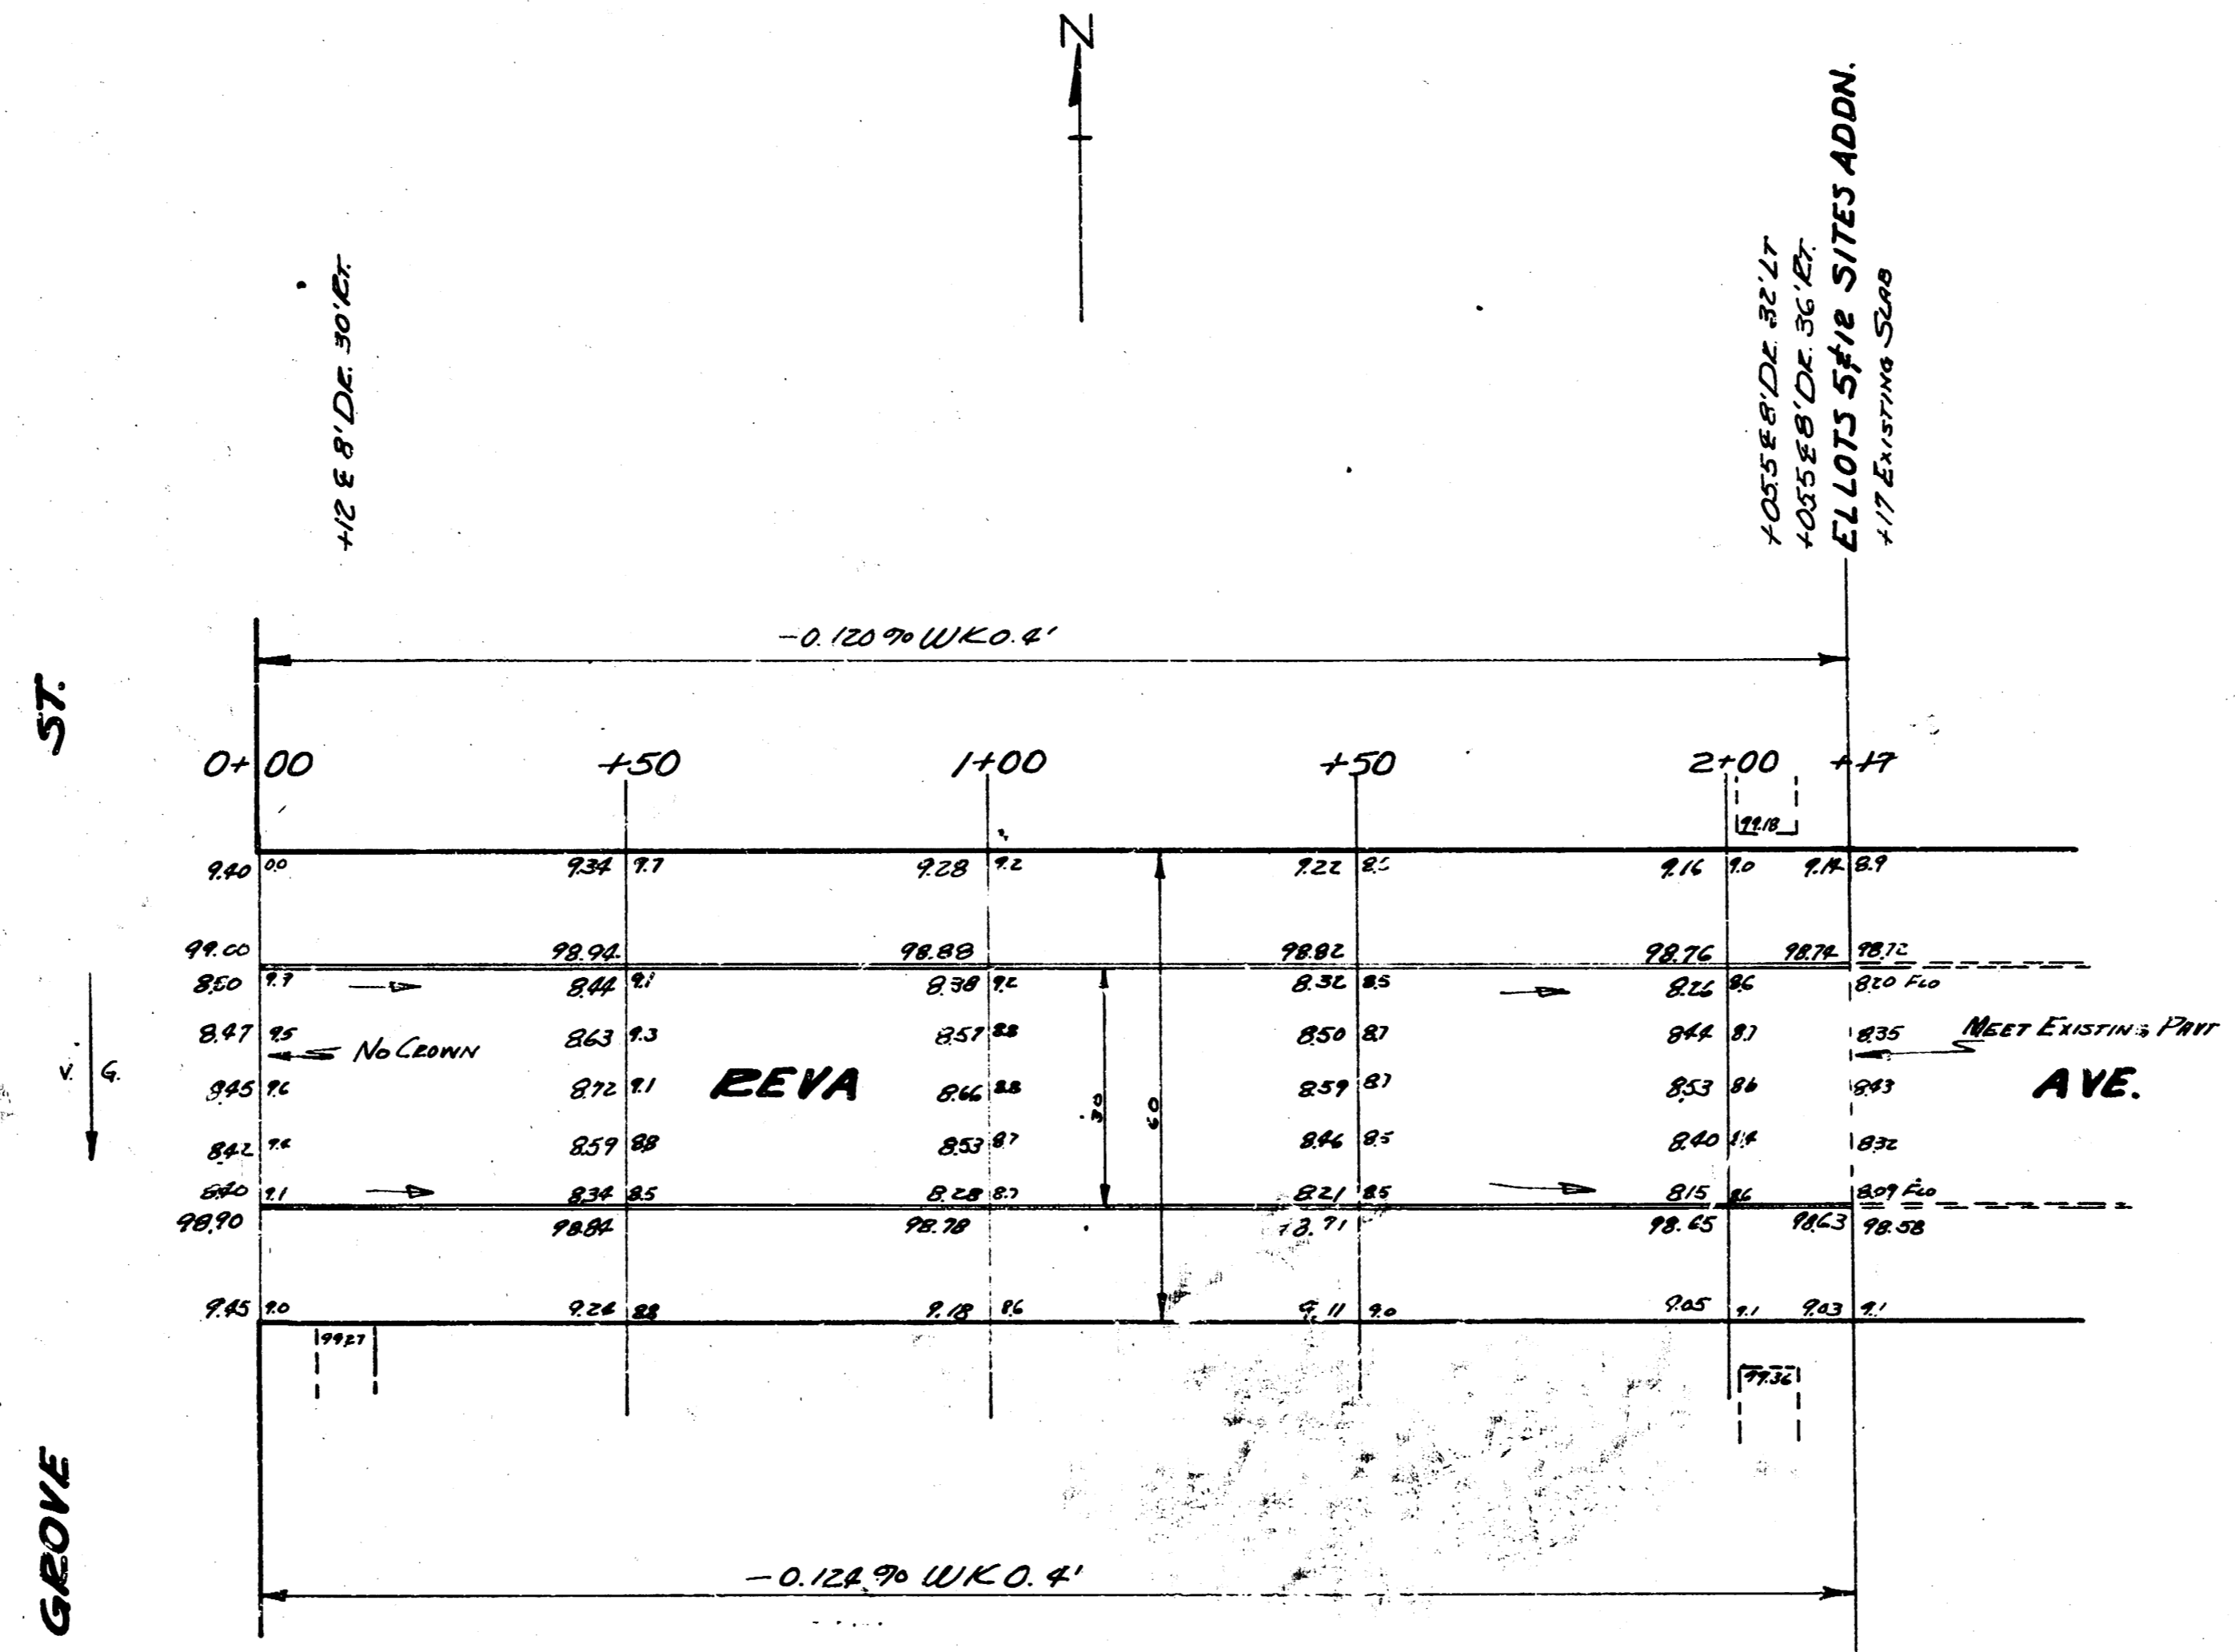 N
+12 ℄ 8' DR. 30' RT.
+05.5 ℄ 8' DR. 32' LT
+05.5 ℄ 8' DR. 36' RT.
EL LOTS 5 & 12 SITES ADDN.
+17 EXISTING SLAB
-0.120 % WK 0.4'
ST.
0+00 +50 1+00 +50 2+00 +17
99.18
9.40 9.34 9.7 9.28 9.2 9.22 9.16 9.0 9.14 8.9
99.00 98.94 98.88 98.82 98.76 98.74 98.72
8.50 9.7 8.44 9.1 8.38 9.2 8.32 8.5 8.26 8.6 8.20 FLO
8.47 9.5 8.63 9.3 8.57 8.8 8.50 8.7 8.44 8.7 8.35 MEET EXISTING PAVT
NO CROWN
V. G.
8.45 9.6 8.72 9.1 REVA 8.66 8.8 8.59 8.7 8.53 8.6 8.43 AVE.
30 60
8.42 8.59 8.8 8.53 8.7 8.46 8.5 8.40 8.32
8.40 9.1 8.34 8.5 8.28 8.7 8.21 8.5 8.15 8.6 8.09 FLO
98.90 98.84 98.78 98.65 98.63 98.58
9.45 9.0 9.24 8.8 9.18 8.6 9.11 9.0 9.05 9.1 9.03 9.1
99.27
99.36
GROVE
-0.124 % WK 0.4'